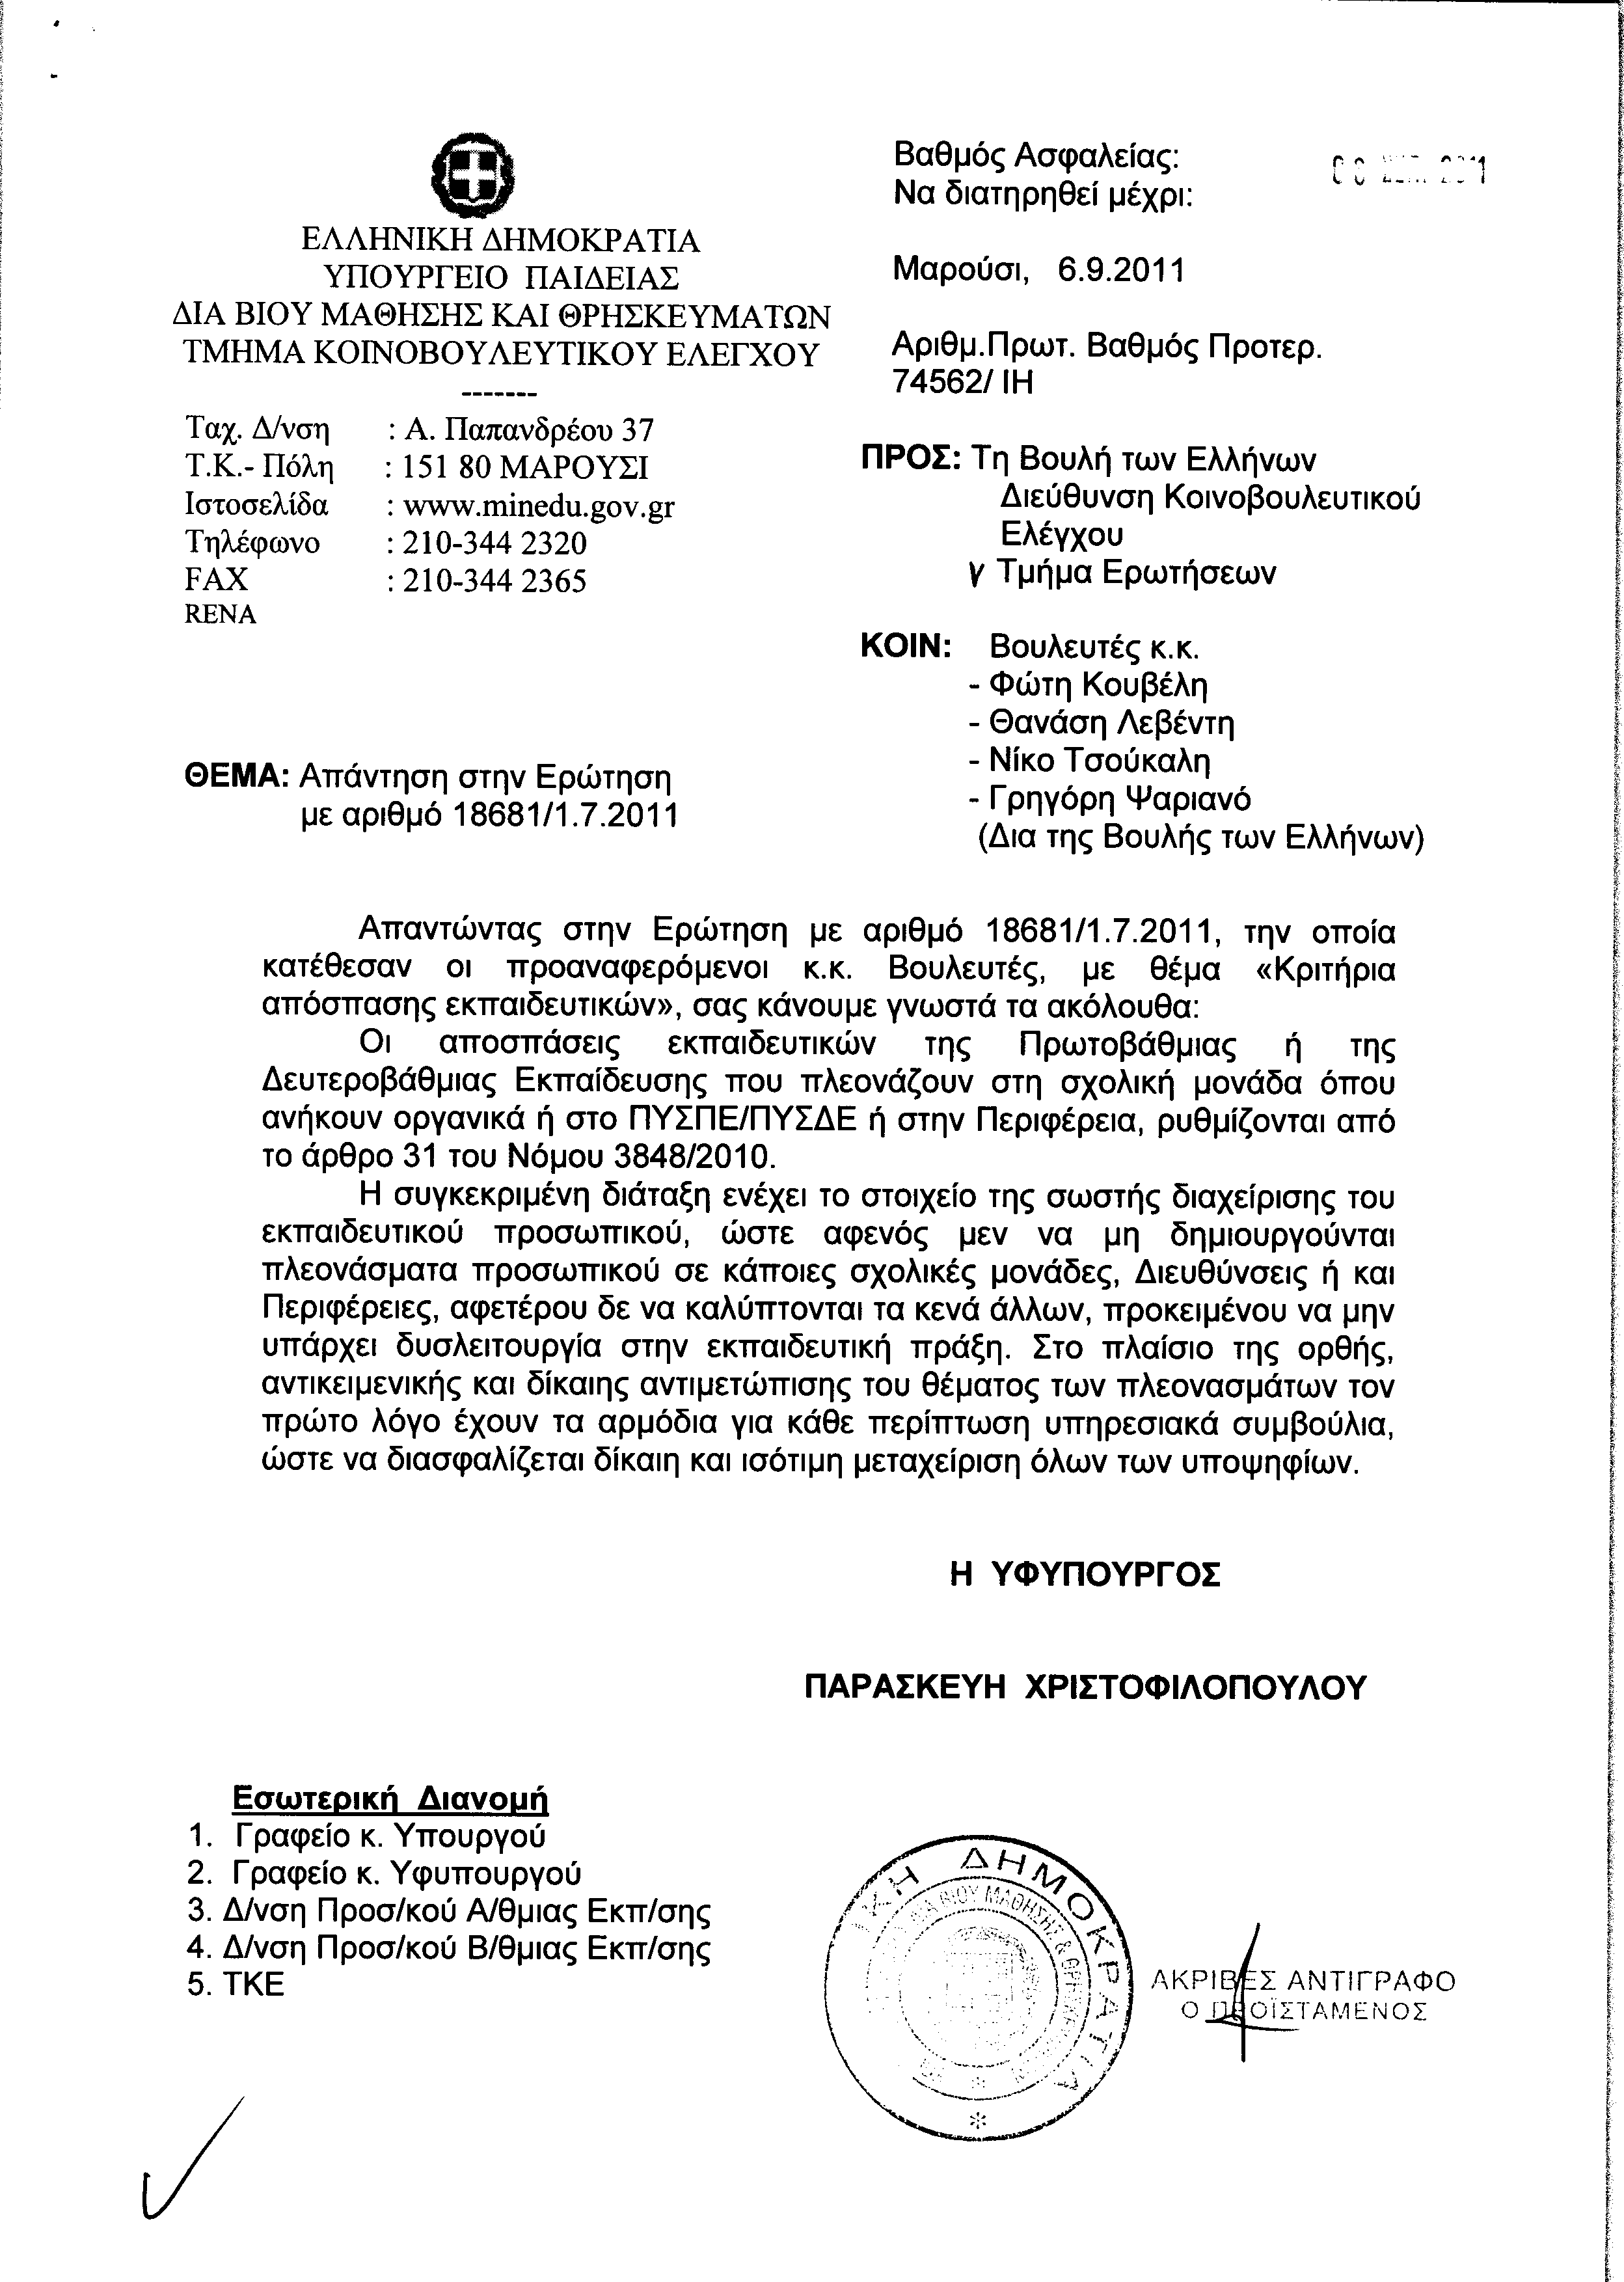 ΕΛΛΗΝΙΚΗ ΔΗΜΟΚΡΑΤΙΑ
ΥΠΟΥΡΓΕΙΟ ΠΑΙΔΕΙΑΣ
ΔΙΑ ΒΙΟΥ ΜΑΘΗΣΗΣ ΚΑΙ ΘΡΗΣΚΕΥΜΑΤΩΝ
ΤΜΗΜΑ ΚΟΙΝΟΒΟΥΛΕΥΤΙΚΟΥ ΕΛΕΓΧΟΥ
-------
Ταχ. Δ/νση : Α. Παπανδρέου 37
Τ.Κ.- Πόλη : 151 80 ΜΑΡΟΥΣΙ
Ιστοσελίδα : www.minedu.gov.gr
Τηλέφωνο : 210-344 2320
FAX : 210-344 2365
RENA
Βαθμός Ασφαλείας:
Να διατηρηθεί μέχρι:
Μαρούσι, 6.9.2011
Αριθμ.Πρωτ. Βαθμός Προτερ.
74562/ ΙΗ
ΠΡΟΣ: Τη Βουλή των Ελλήνων
Διεύθυνση Κοινοβουλευτικού
Ελέγχου
γ Τμήμα Ερωτήσεων
ΚΟΙΝ: Βουλευτές κ.κ.
- Φώτη Κουβέλη
- Θανάση Λεβέντη
- Νίκο Τσούκαλη
- Γρηγόρη Ψαριανό
(Δια της Βουλής των Ελλήνων)
ΘΕΜΑ: Απάντηση στην Ερώτηση
με αριθμό 18681/1.7.2011
Απαντώντας στην Ερώτηση με αριθμό 18681/1.7.2011, την οποία
κατέθεσαν οι προαναφερόμενοι κ.κ. Βουλευτές, με θέμα «Κριτήρια
απόσπασης εκπαιδευτικών», σας κάνουμε γνωστά τα ακόλουθα:
Οι αποσπάσεις εκπαιδευτικών της Πρωτοβάθμιας ή της
Δευτεροβάθμιας Εκπαίδευσης που πλεονάζουν στη σχολική μονάδα όπου
ανήκουν οργανικά ή στο ΠΥΣΠΕ/ΠΥΣΔΕ ή στην Περιφέρεια, ρυθμίζονται από
το άρθρο 31 του Νόμου 3848/2010.
Η συγκεκριμένη διάταξη ενέχει το στοιχείο της σωστής διαχείρισης του
εκπαιδευτικού προσωπικού, ώστε αφενός μεν να μη δημιουργούνται
πλεονάσματα προσωπικού σε κάποιες σχολικές μονάδες, Διευθύνσεις ή και
Περιφέρειες, αφετέρου δε να καλύπτονται τα κενά άλλων, προκειμένου να μην
υπάρχει δυσλειτουργία στην εκπαιδευτική πράξη. Στο πλαίσιο της ορθής,
αντικειμενικής και δίκαιης αντιμετώπισης του θέματος των πλεονασμάτων τον
πρώτο λόγο έχουν τα αρμόδια για κάθε περίπτωση υπηρεσιακά συμβούλια,
ώστε να διασφαλίζεται δίκαιη και ισότιμη μεταχείριση όλων των υποψηφίων.
Η ΥΦΥΠΟΥΡΓΟΣ
ΠΑΡΑΣΚΕΥΗ ΧΡΙΣΤΟΦΙΛΟΠΟΥΛΟΥ
Εσωτερική Διανομή
1. Γραφείο κ. Υπουργού
2. Γραφείο κ. Υφυπουργού
3. Δ/νση Προσ/κού Α/θμιας Εκπ/σης
4. Δ/νση Προσ/κού Β/θμιας Εκπ/σης
5. ΤΚΕ
ΔΗΜΟΚΡΑΤΙΑ
ΒΙΟΥ ΜΑΘΗΣΗΣ &
ΑΚΡΙΒΕΣ ΑΝΤΙΓΡΑΦΟ
Ο ΠΡΟΪΣΤΑΜΕΝΟΣ